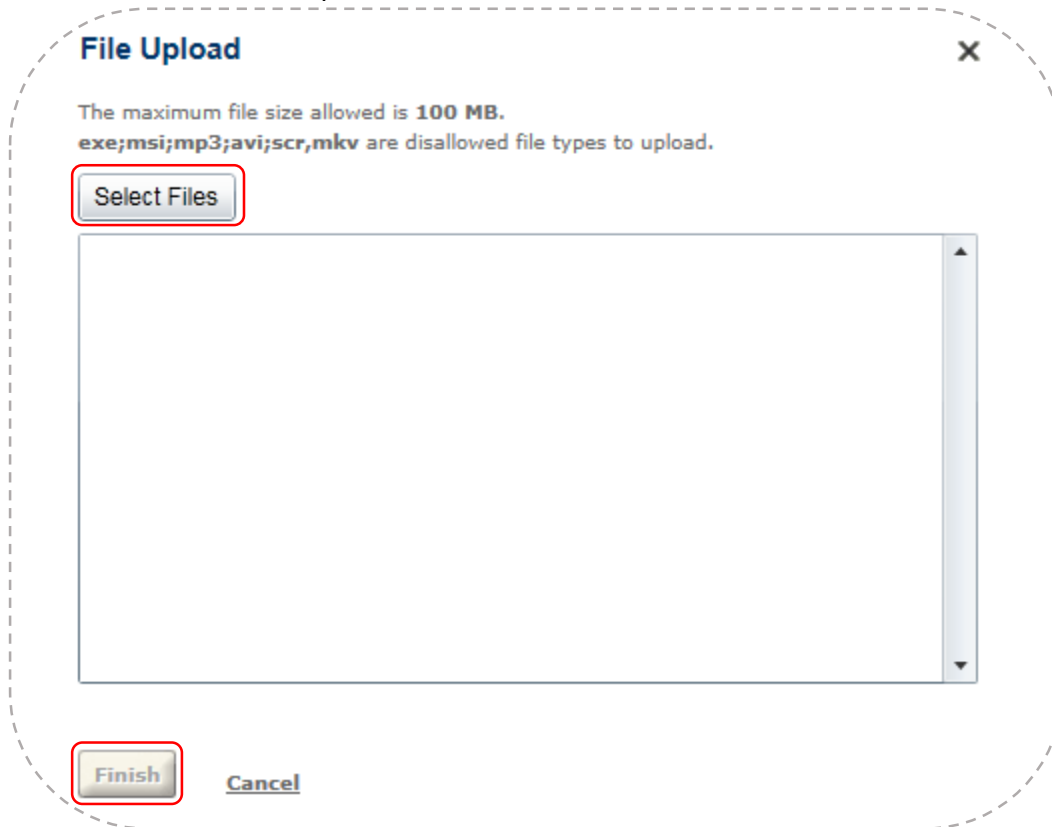 File Upload
The maximum file size allowed is 100 MB.
exe;msi;mp3;avi;scr,mkv are disallowed file types to upload.
Select Files
Finish
Cancel